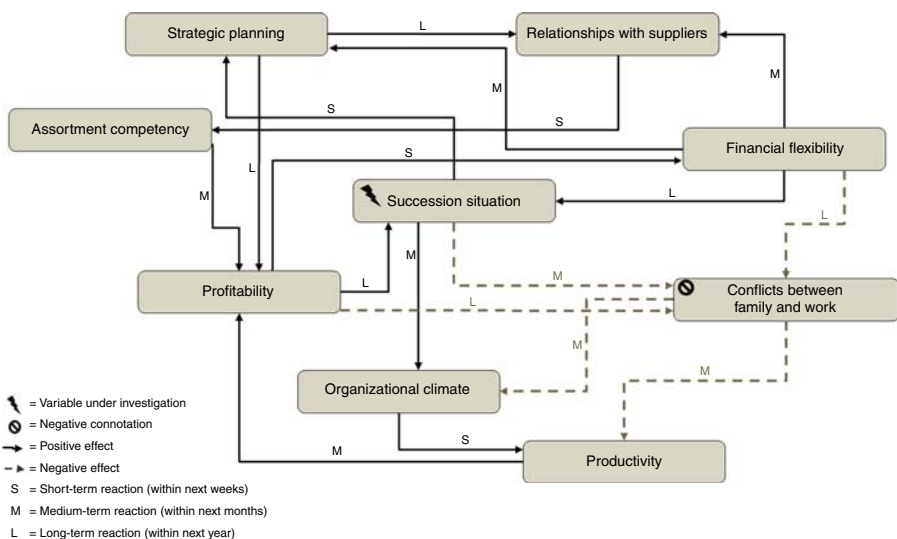 Strategic planning
L
Relationships with suppliers
M
M
S
S
Assortment competency
Financial flexibility
S
L
M
Succession situation
L
L
M
M
Profitability
L
L
Conflicts between
family and work
M
M
Organizational climate
S
M
Productivity
= Variable under investigation
= Negative connotation
= Positive effect
= Negative effect
S = Short-term reaction (within next weeks)
M = Medium-term reaction (within next months)
L = Long-term reaction (within next year)